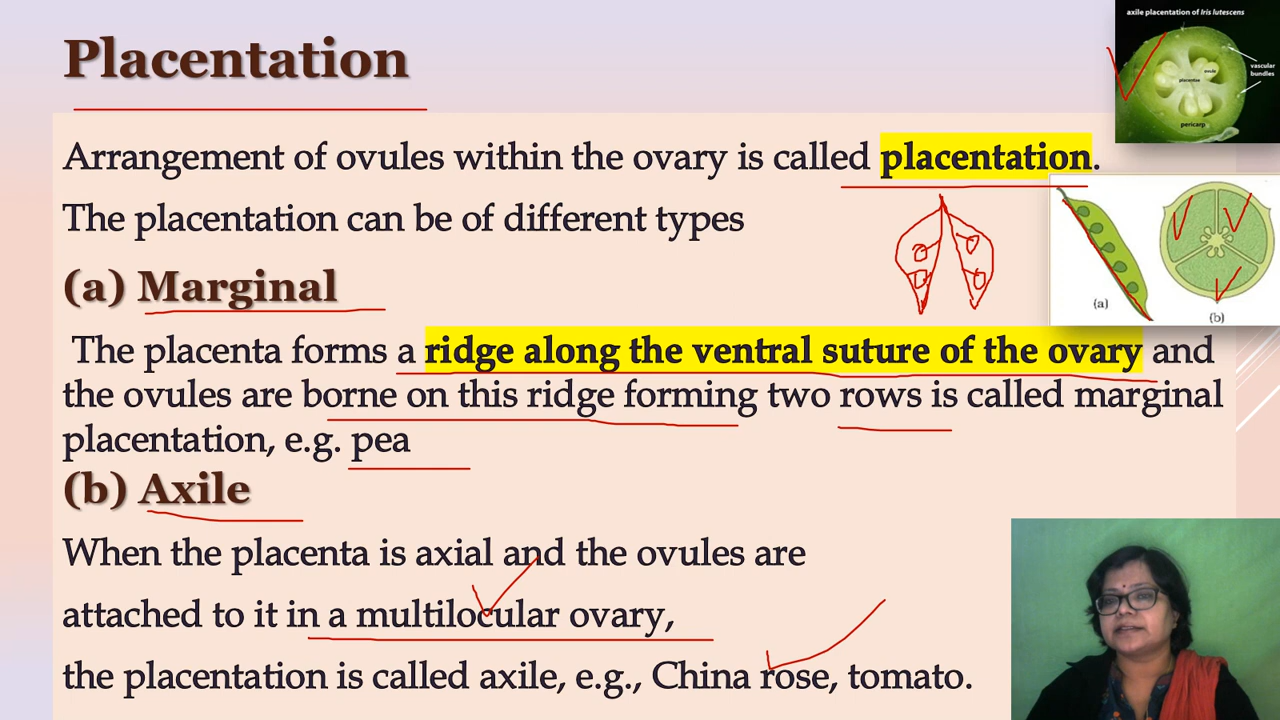 Placentation
axile placentation of Iris lutescens
ovule
placentae
vascular
bundles
pericarp
Arrangement of ovules within the ovary is called placentation.
The placentation can be of different types
(a)
(b)
(a) Marginal
The placenta forms a ridge along the ventral suture of the ovary and
the ovules are borne on this ridge forming two rows is called marginal
placentation, e.g. pea
(b) Axile
When the placenta is axial and the ovules are
attached to it in a multilocular ovary,
the placentation is called axile, e.g., China rose, tomato.